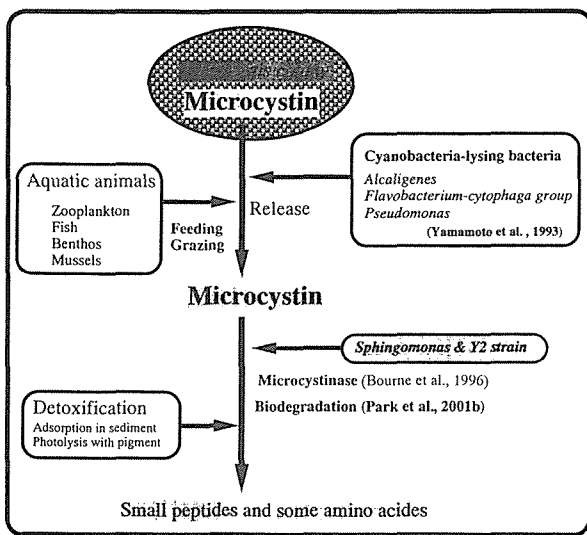 Microcystin
Cyanobacteria-lysing bacteria
Alcaligenes
Flavobacterium-cytophaga group
Pseudomonas
(Yamamoto et al. , 1993)
Aquatic animals
Zooplankton
Fish
Benthos
Mussels
Feeding
Grazing
Release
Microcystin
Sphingomonas & Y2 strain
Microcystinase (Bourne et al., 1996)
Biodegradation (Park et al., 2001b)
Detoxification
Adsorption in sediment
Photolysis with pigment
Small peptides and some amino acides